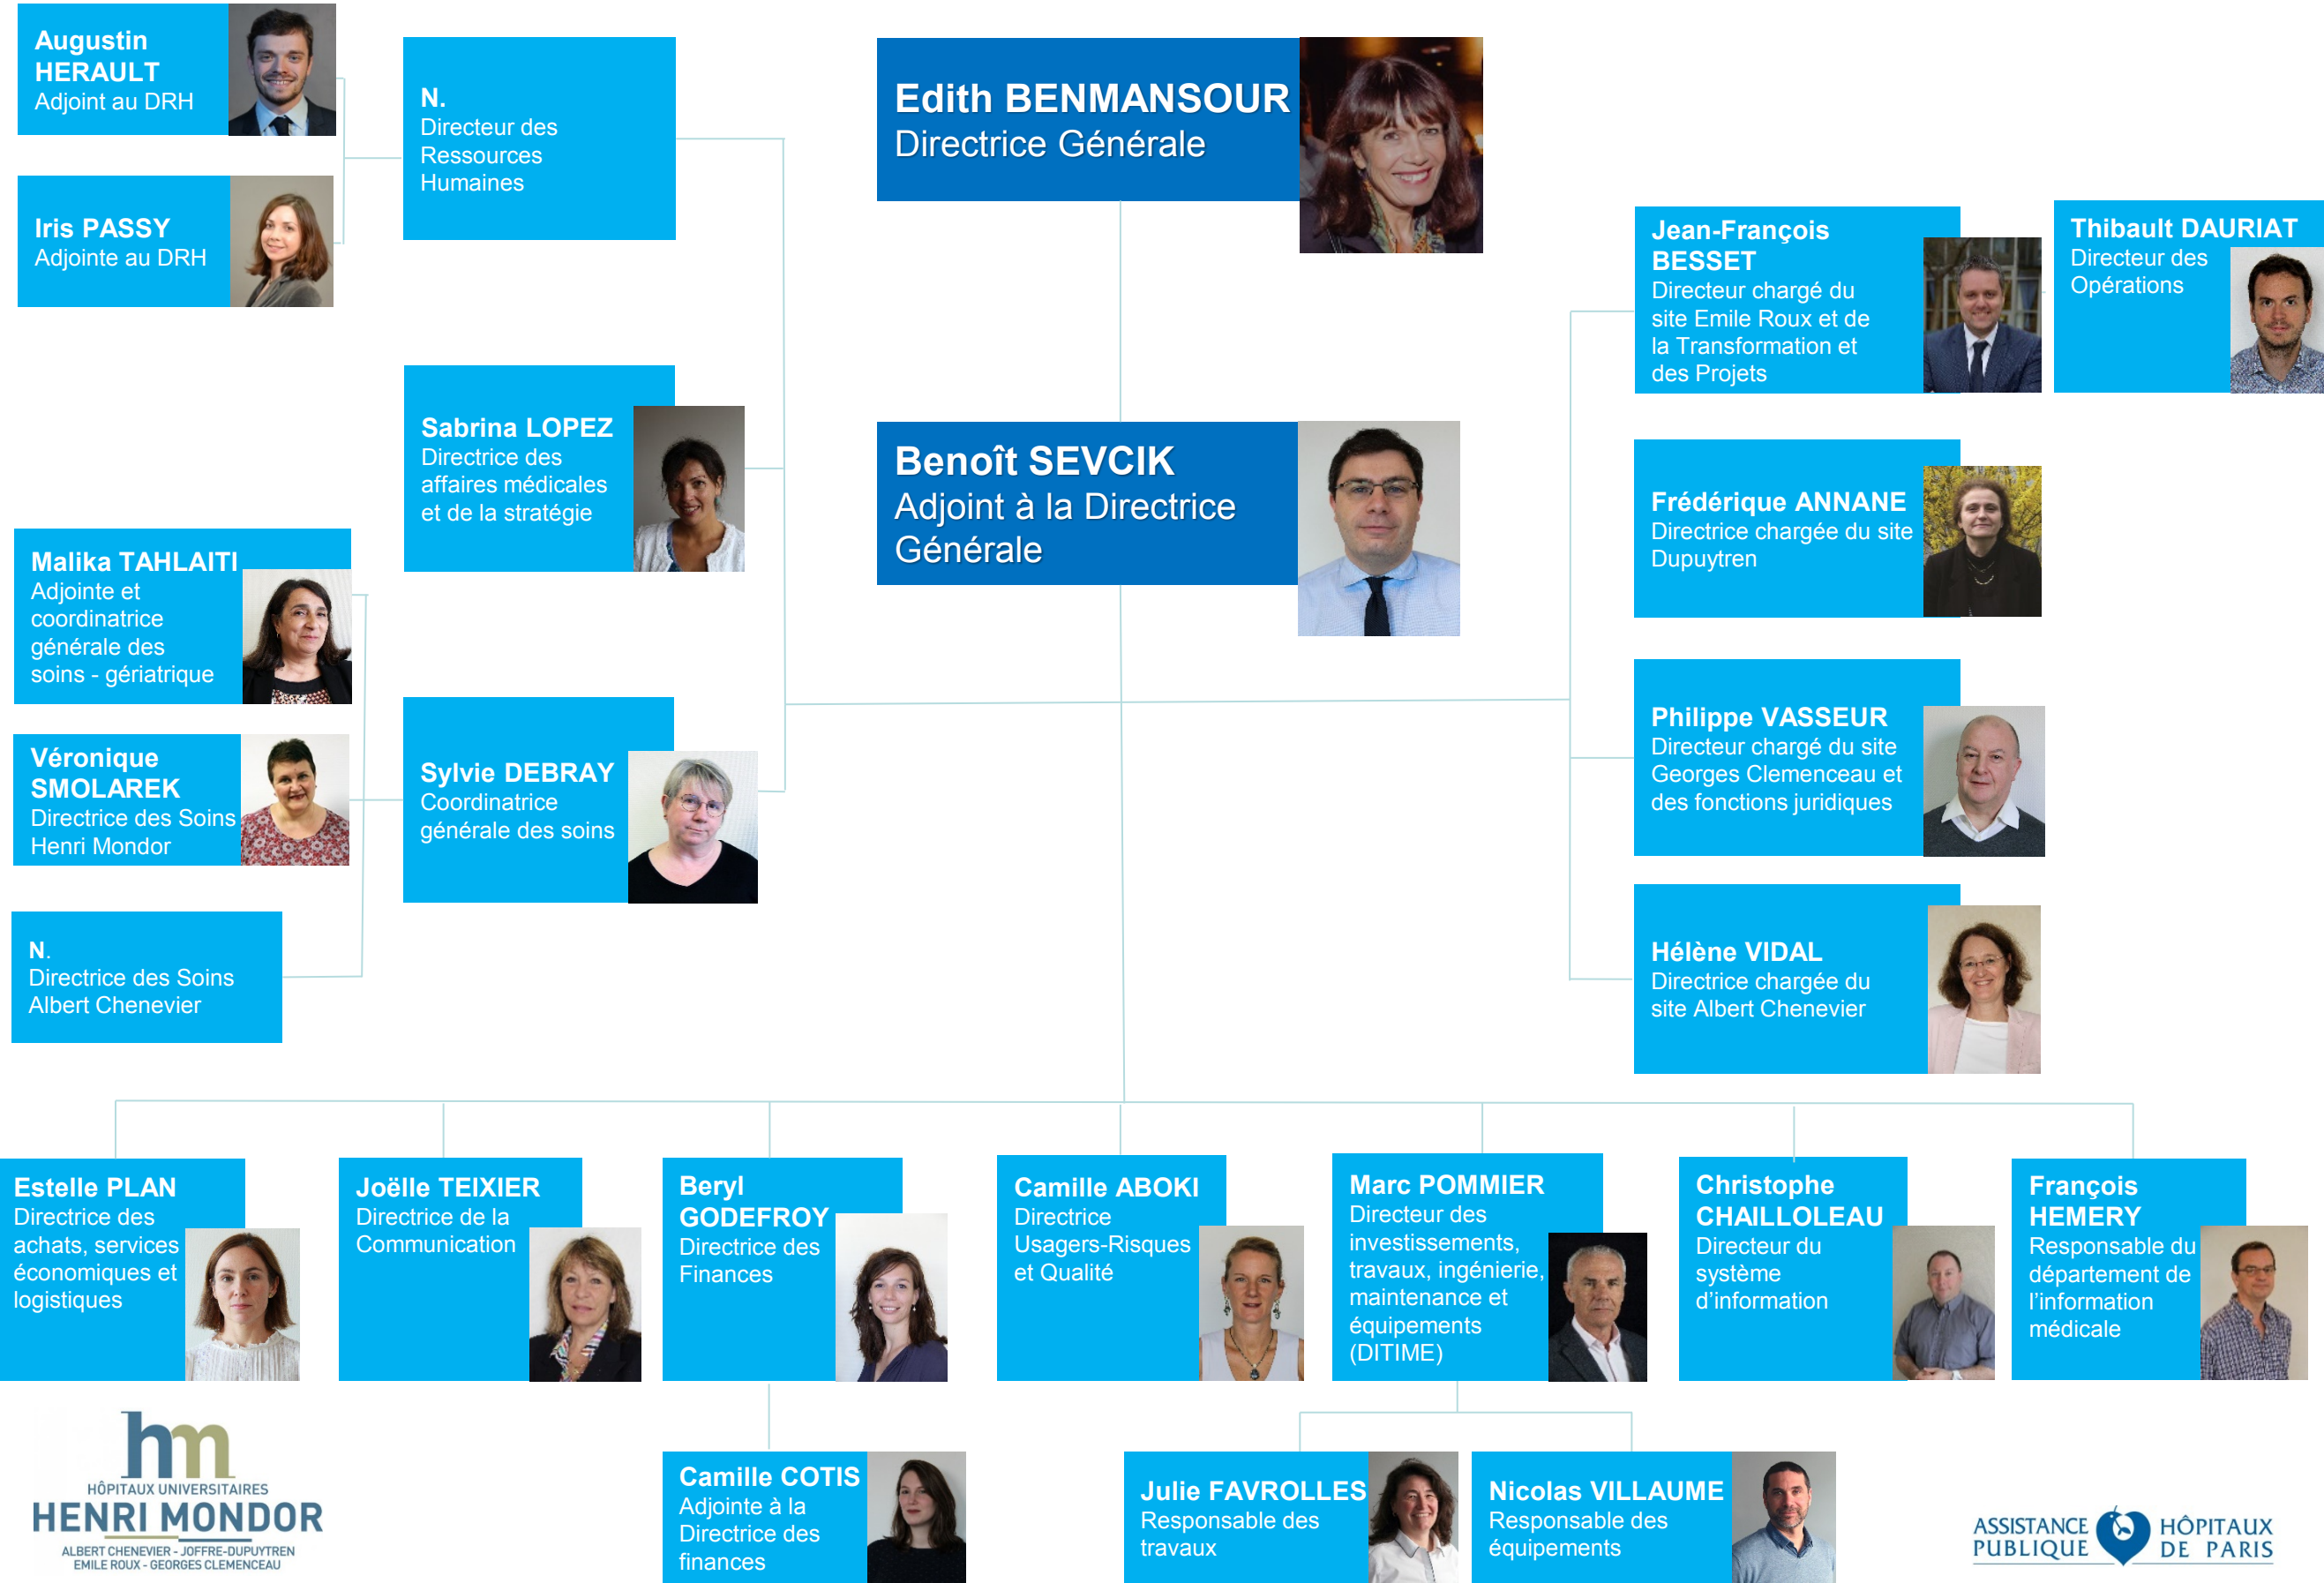 Augustin
HERAULT
Adjoint au DRH
Iris PASSY
Adjointe au DRH
N.
Directeur des
Ressources
Humaines
Edith BENMANSOUR
Directrice Générale
Jean-François
BESSET
Directeur chargé du
site Emile Roux et de
la Transformation et
des Projets
Thibault DAURIAT
Directeur des
Opérations
Sabrina LOPEZ
Directrice des
affaires médicales
et de la stratégie
Benoît SEVCIK
Adjoint à la Directrice
Générale
Frédérique ANNANE
Directrice chargée du site
Dupuytren
Malika TAHLAITI
Adjointe et
coordinatrice
générale des
soins - gériatrique
Véronique
SMOLAREK
Directrice des Soins
Henri Mondor
N.
Directrice des Soins
Albert Chenevier
Sylvie DEBRAY
Coordinatrice
générale des soins
Philippe VASSEUR
Directeur chargé du site
Georges Clemenceau et
des fonctions juridiques
Hélène VIDAL
Directrice chargée du
site Albert Chenevier
Estelle PLAN
Directrice des
achats, services
économiques et
logistiques
Joëlle TEIXIER
Directrice de la
Communication
Beryl
GODEFROY
Directrice des
Finances
Camille ABOKI
Directrice
Usagers-Risques
et Qualité
Marc POMMIER
Directeur des
investissements,
travaux, ingénierie,
maintenance et
équipements
(DITIME)
Christophe
CHAILLOLEAU
Directeur du
système
d’information
François
HEMERY
Responsable du
département de
l’information
médicale
Camille COTIS
Adjointe à la
Directrice des
finances
Julie FAVROLLES
Responsable des
travaux
Nicolas VILLAUME
Responsable des
équipements
hm
HÔPITAUX UNIVERSITAIRES
HENRI MONDOR
ALBERT CHENEVIER - JOFFRE-DUPUYTREN
EMILE ROUX - GEORGES CLEMENCEAU
ASSISTANCE HÔPITAUX
PUBLIQUE DE PARIS